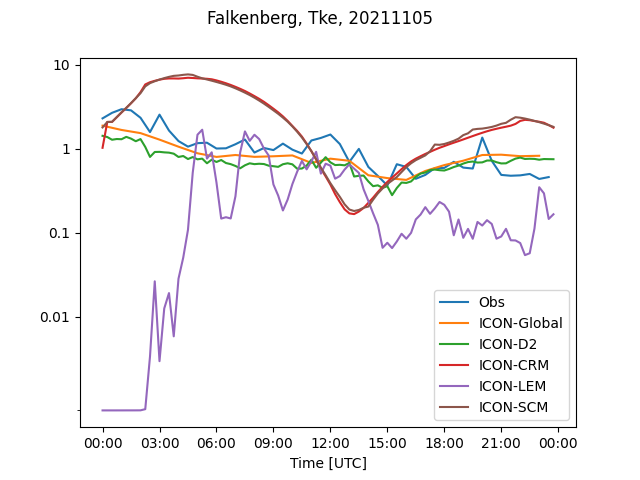 Falkenberg, Tke, 20211105
10
1
0.1
0.01
Obs
ICON-Global
ICON-D2
ICON-CRM
ICON-LEM
ICON-SCM
00:00 03:00 06:00 09:00 12:00 15:00 18:00 21:00 00:00
Time [UTC]